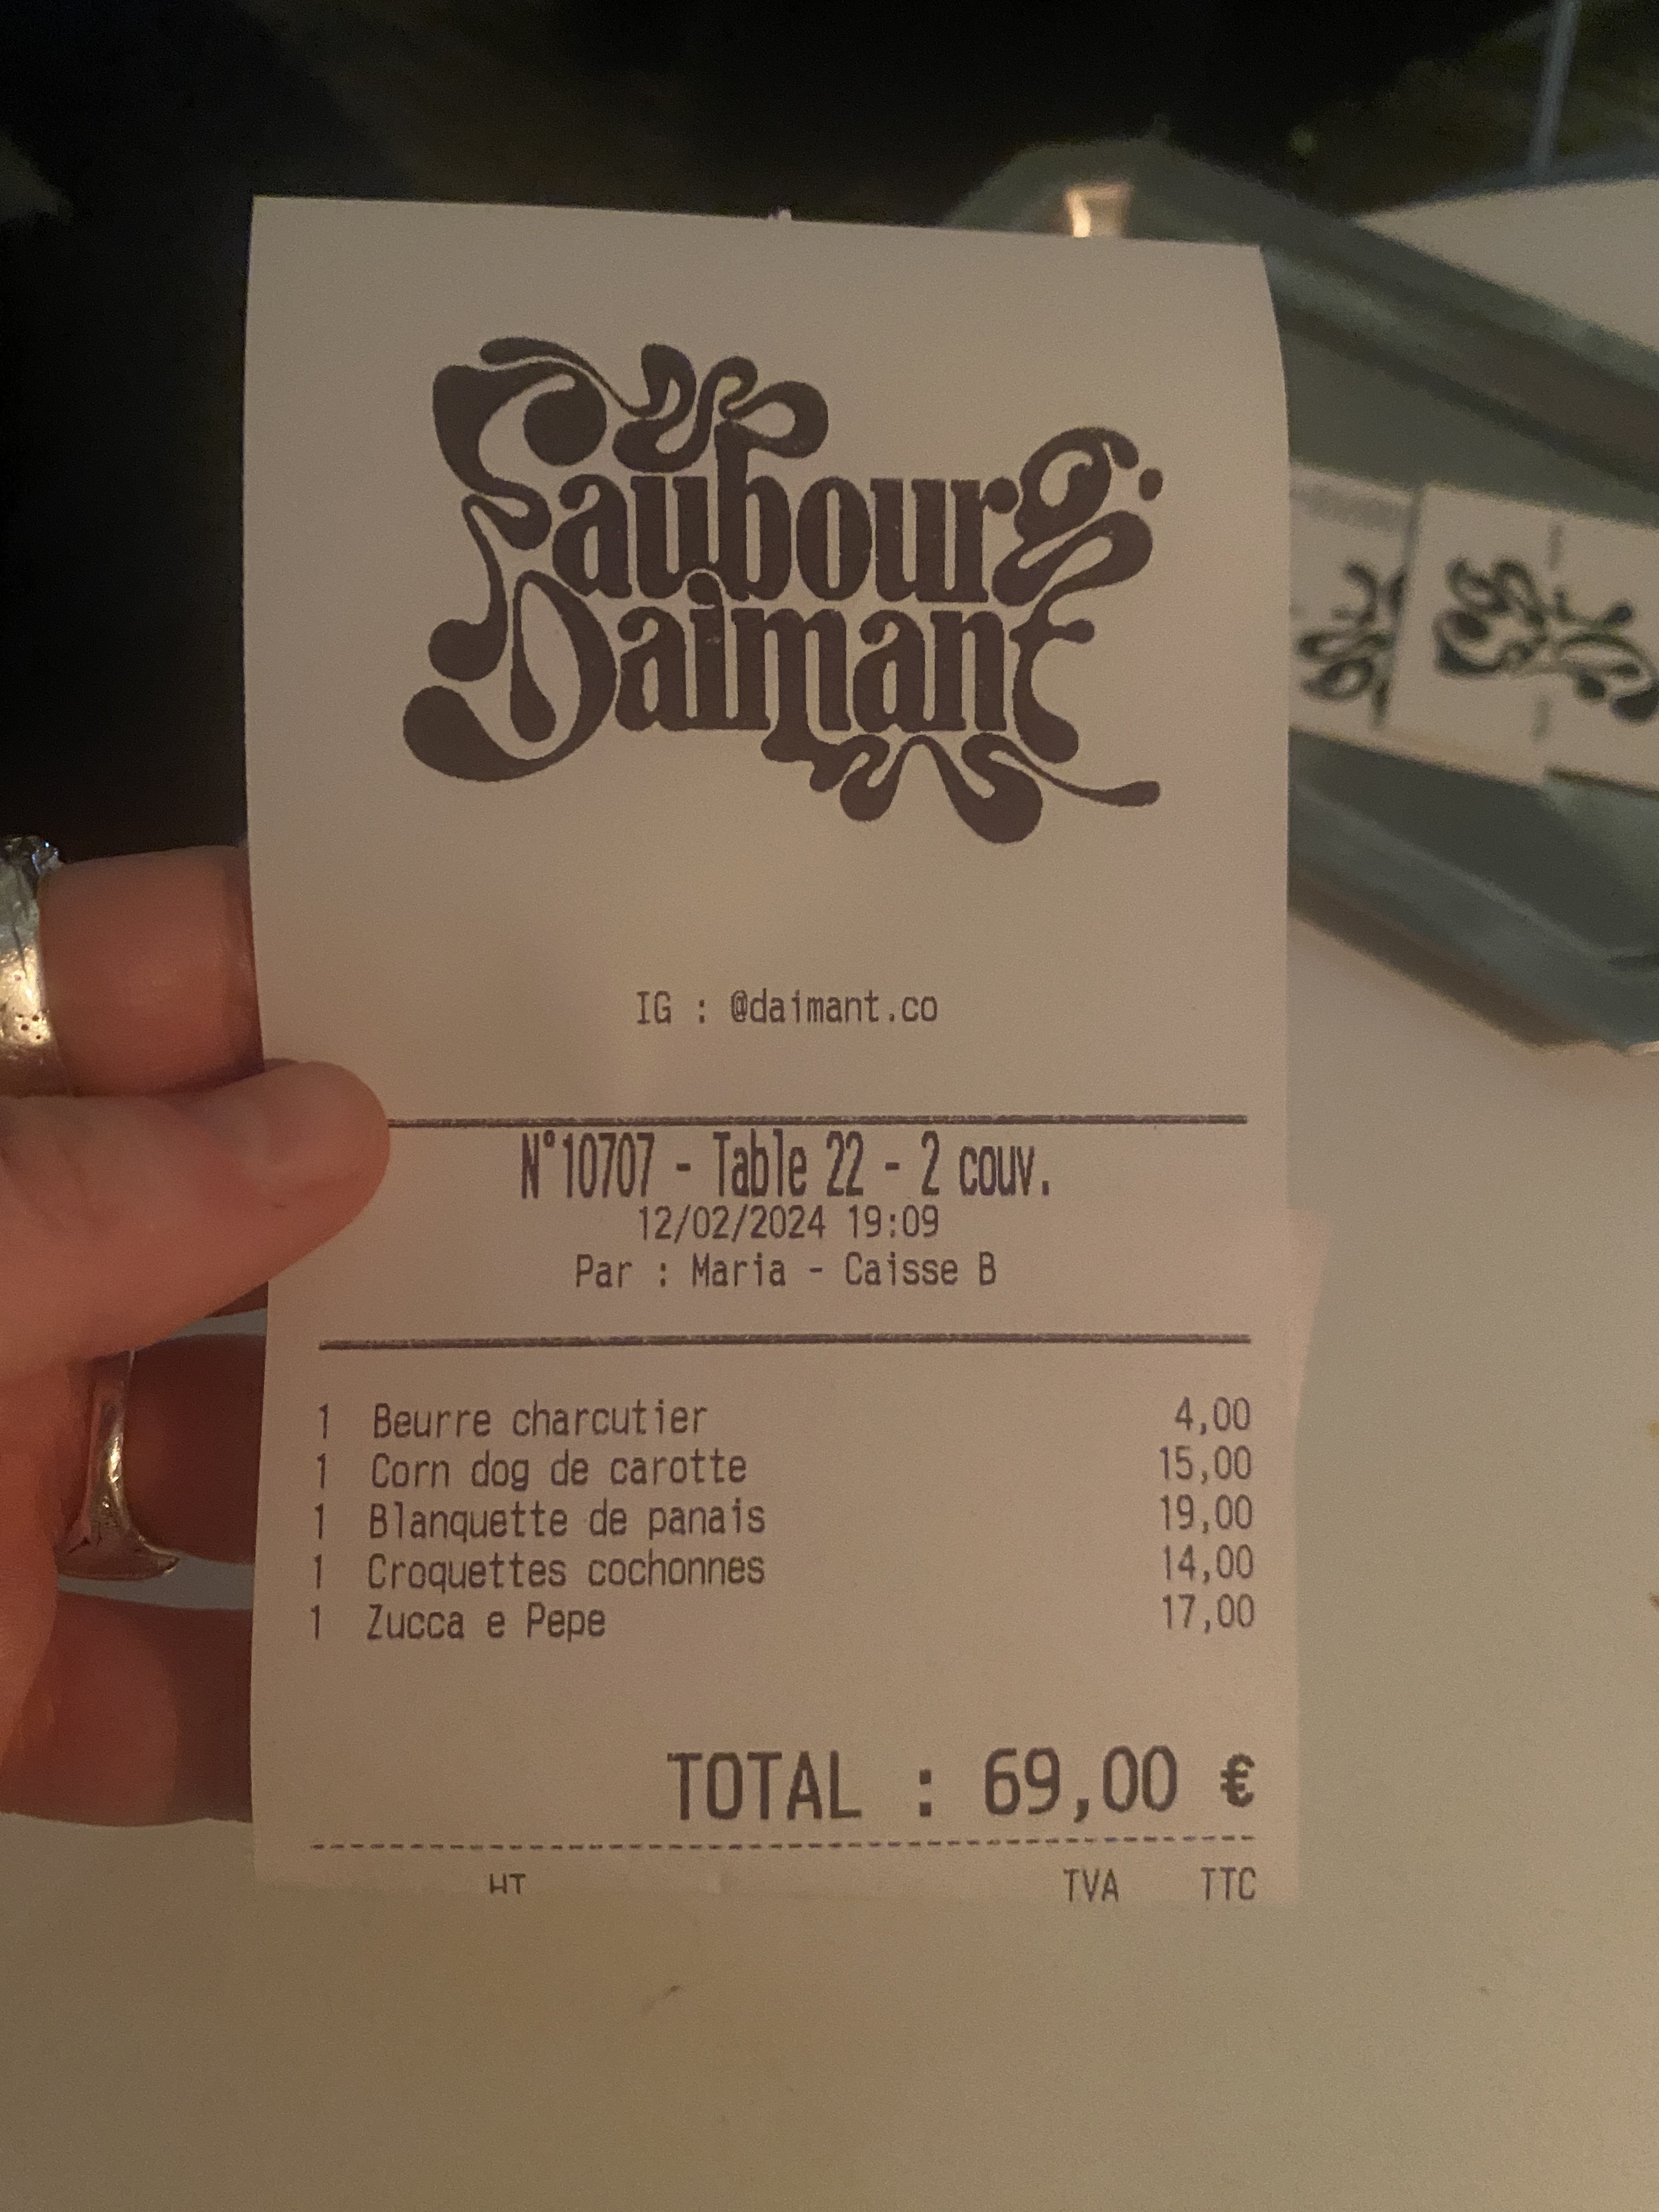 Faubourg
Daimant
IG : @daimant.co
N°10707 - Table 22 - 2 couv.
12/02/2024 19:09
Par : Maria - Caisse B
1 Beurre charcutier 4,00
1 Corn dog de carotte 15,00
1 Blanquette de panais 19,00
1 Croquettes cochonnes 14,00
1 Zucca e Pepe 17,00
TOTAL : 69,00 €
HT TVA TTC